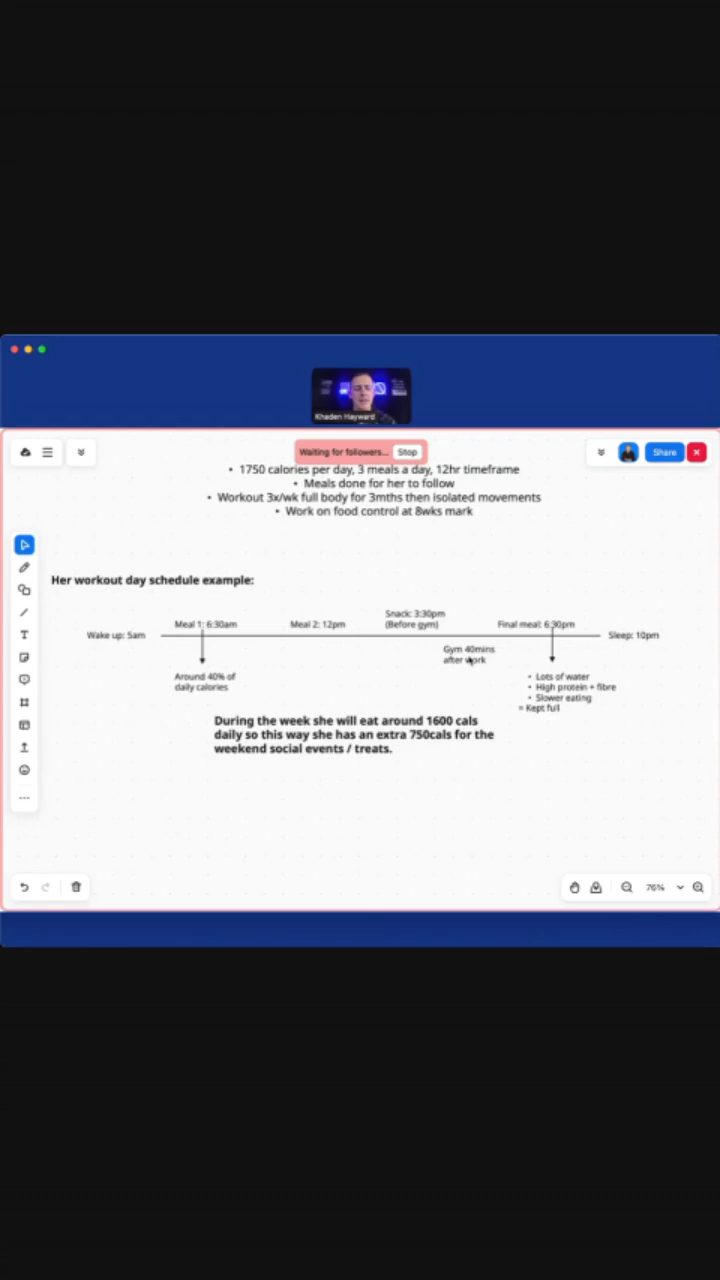 Khaden Hayward
Waiting for followers... Stop
Share
• 1750 calories per day, 3 meals a day, 12hr timeframe
• Meals done for her to follow
• Workout 3x/wk full body for 3mths then isolated movements
• Work on food control at 8wks mark
Her workout day schedule example:
Wake up: 5am
Meal 1: 6:30am
Meal 2: 12pm
Snack: 3:30pm
(Before gym)
Final meal: 6:30pm
Sleep: 10pm
Gym 40mins
after work
Around 40% of
daily calories
• Lots of water
• High protein + fibre
• Slower eating
= Kept full
During the week she will eat around 1600 cals
daily so this way she has an extra 750cals for the
weekend social events / treats.
76%